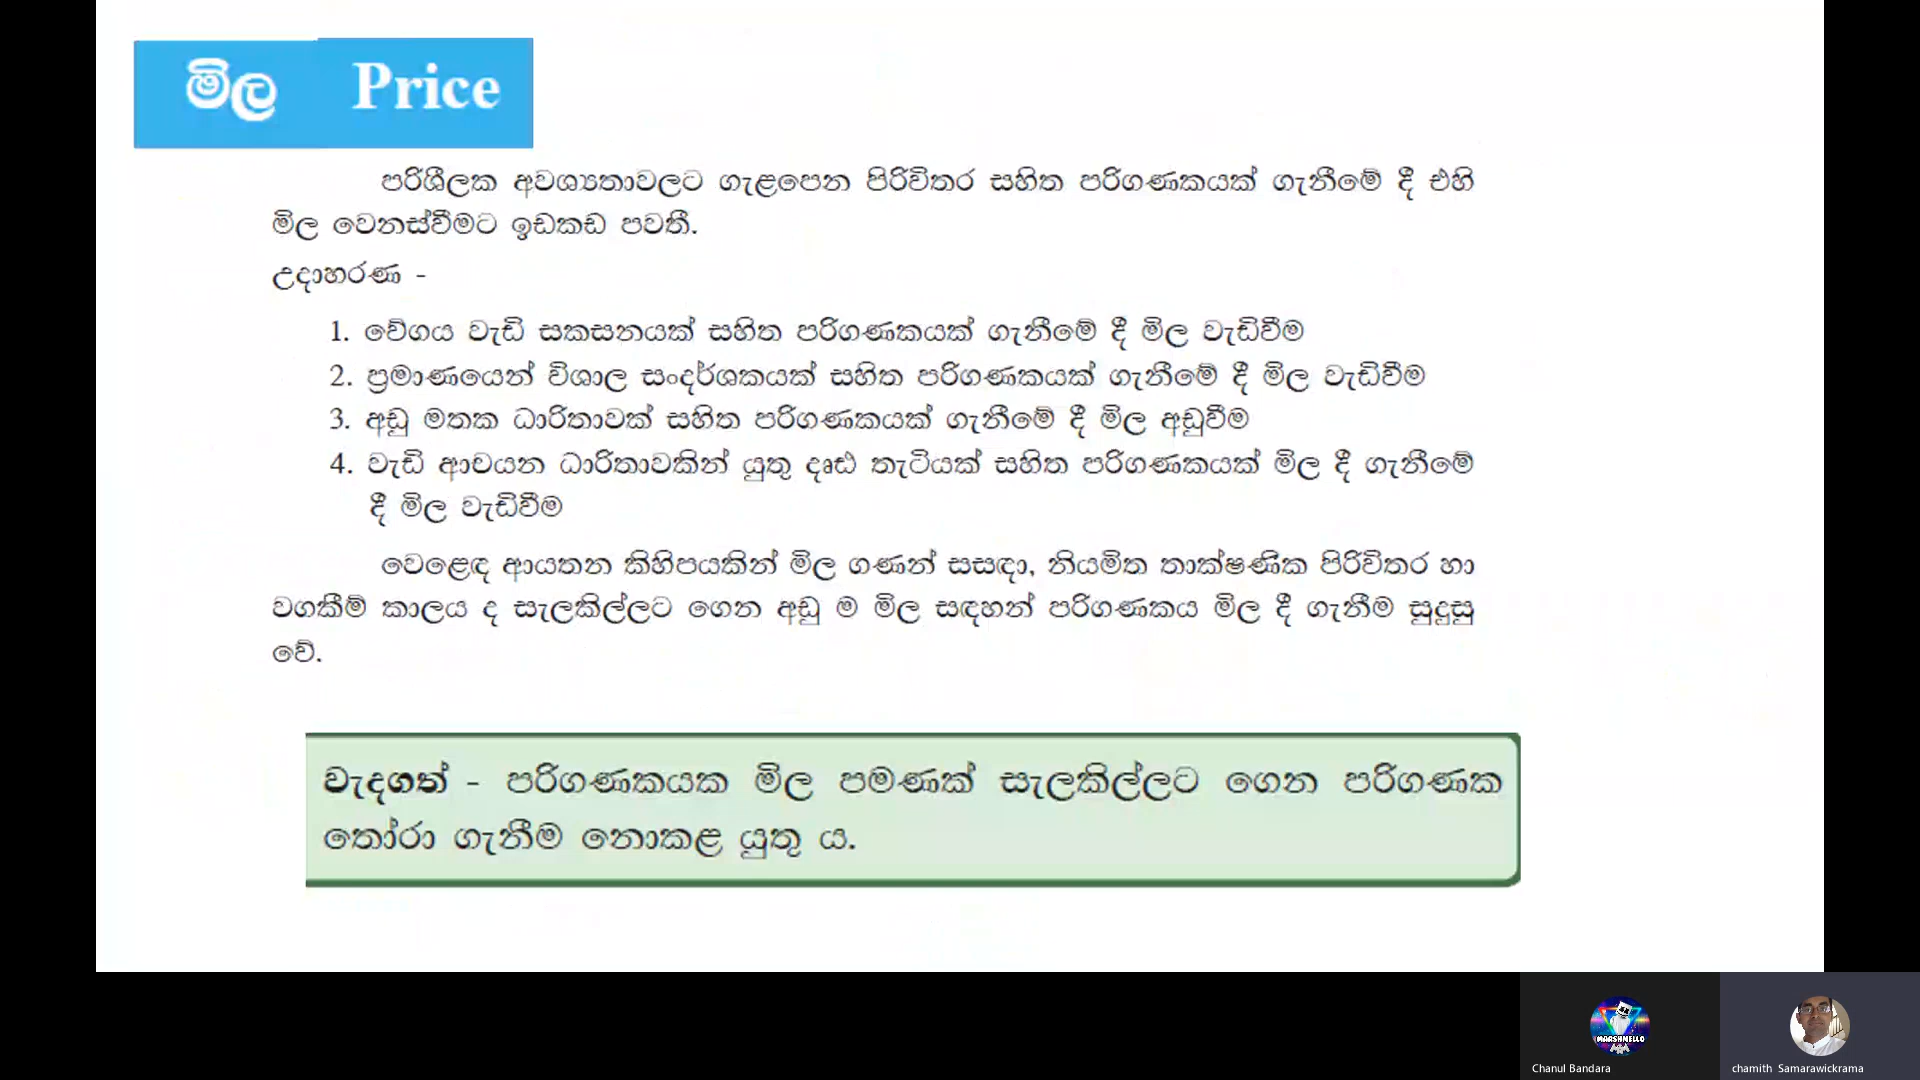 මිල Price
පරිශීලක අවශ්‍යතාවලට ගැළපෙන පිරිවිතර සහිත පරිගණකයක් ගැනීමේ දී එහි
මිල වෙනස්වීමට ඉඩකඩ පවතී.
උදාහරණ -
1. වේගය වැඩි සකසනයක් සහිත පරිගණකයක් ගැනීමේ දී මිල වැඩිවීම
2. ප්‍රමාණයෙන් විශාල සංදර්ශකයක් සහිත පරිගණකයක් ගැනීමේ දී මිල වැඩිවීම
3. අඩු මතක ධාරිතාවක් සහිත පරිගණකයක් ගැනීමේ දී මිල අඩුවීම
4. වැඩි ආචයන ධාරිතාවකින් යුතු දෘඪ තැටියක් සහිත පරිගණකයක් මිල දී ගැනීමේ
දී මිල වැඩිවීම
වෙළෙඳ ආයතන කිහිපයකින් මිල ගණන් සසඳා, නියමිත තාක්ෂණික පිරිවිතර හා
වගකීම් කාලය ද සැලකිල්ලට ගෙන අඩු ම මිල සඳහන් පරිගණකය මිල දී ගැනීම සුදුසු
වේ.
වැදගත් - පරිගණකයක මිල පමණක් සැලකිල්ලට ගෙන පරිගණක
තෝරා ගැනීම නොකළ යුතු ය.
MARSHMELLO
Chanul Bandara
chamith Samarawickrama